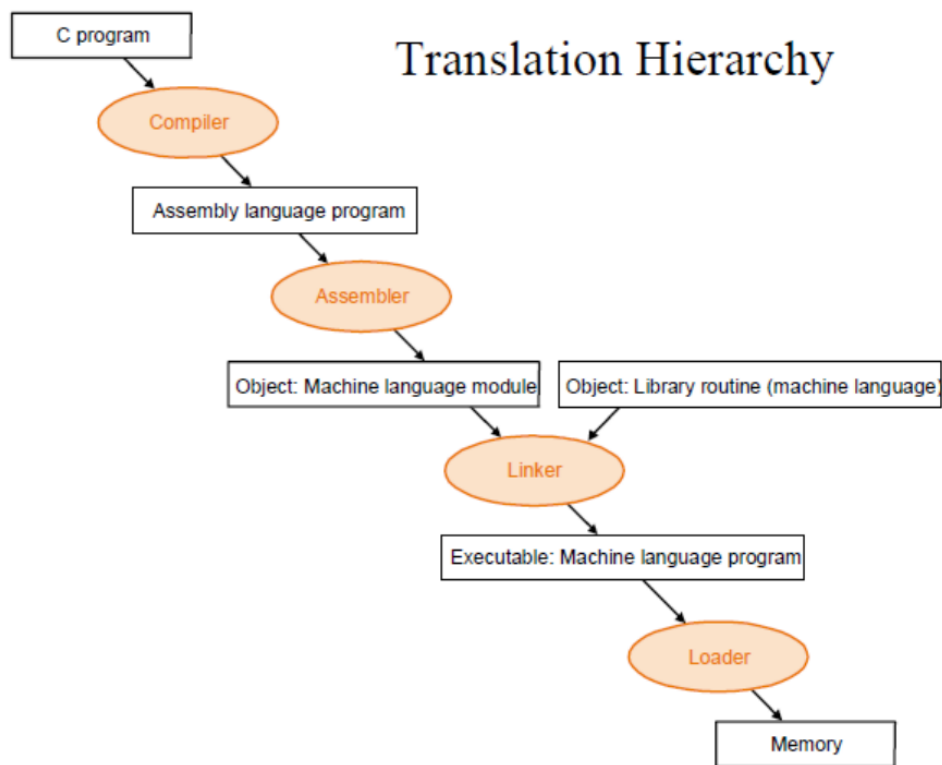 C program
Translation Hierarchy
Compiler
Assembly language program
Assembler
Object: Machine language module
Object: Library routine (machine language)
Linker
Executable: Machine language program
Loader
Memory